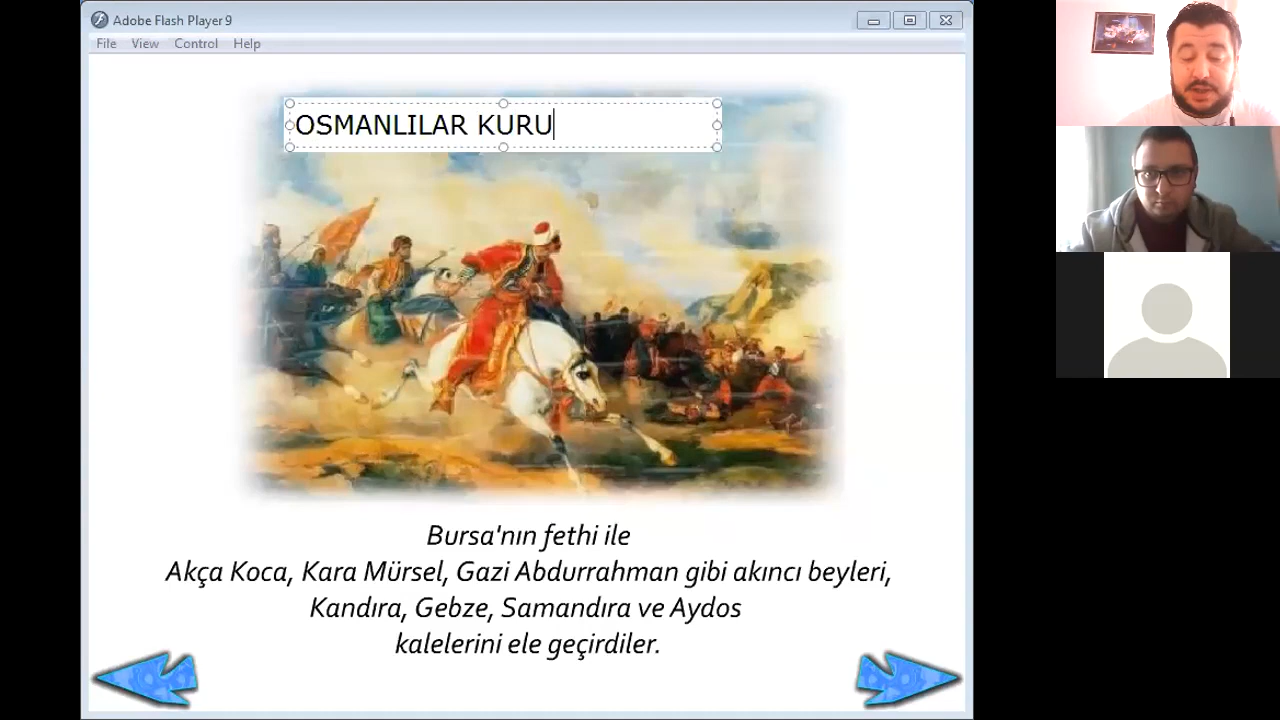 Adobe Flash Player 9
File View Control Help
OSMANLILAR KURU
Bursa'nın fethi ile
Akça Koca, Kara Mürsel, Gazi Abdurrahman gibi akıncı beyleri,
Kandıra, Gebze, Samandıra ve Aydos
kalelerini ele geçirdiler.